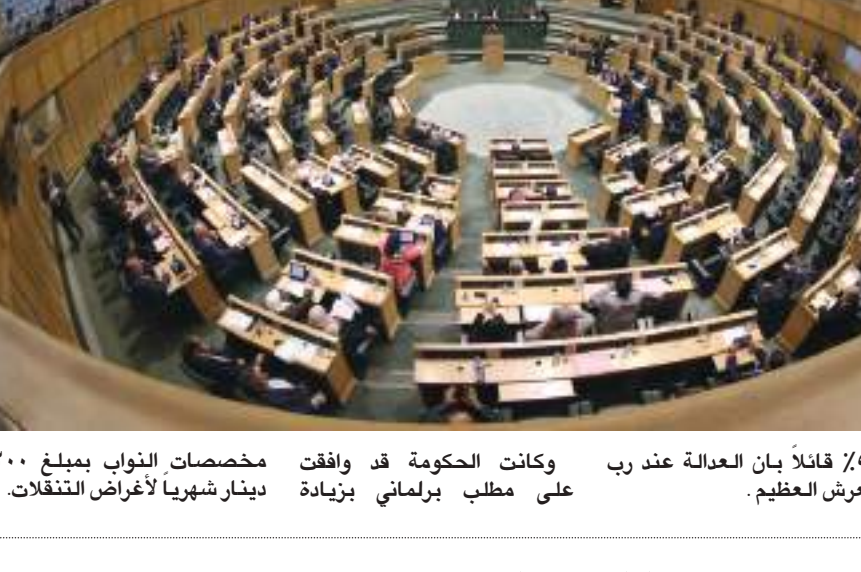 ٪ قائلاً بان العدالة عند رب
العظيم .
وكانت الحكومة قد وافقت
على مطلب برلماني بزيادة
مخصصات النواب بمبلغ
دينار شهرياً لأغراض التنقلات.